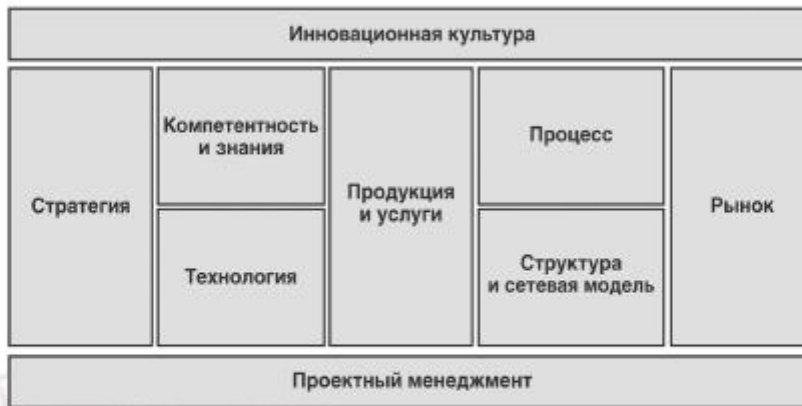 Инновационная культура
Стратегия
Компетентность
и знания
Технология
Продукция
и услуги
Процесс
Структура
и сетевая модель
Рынок
Проектный менеджмент